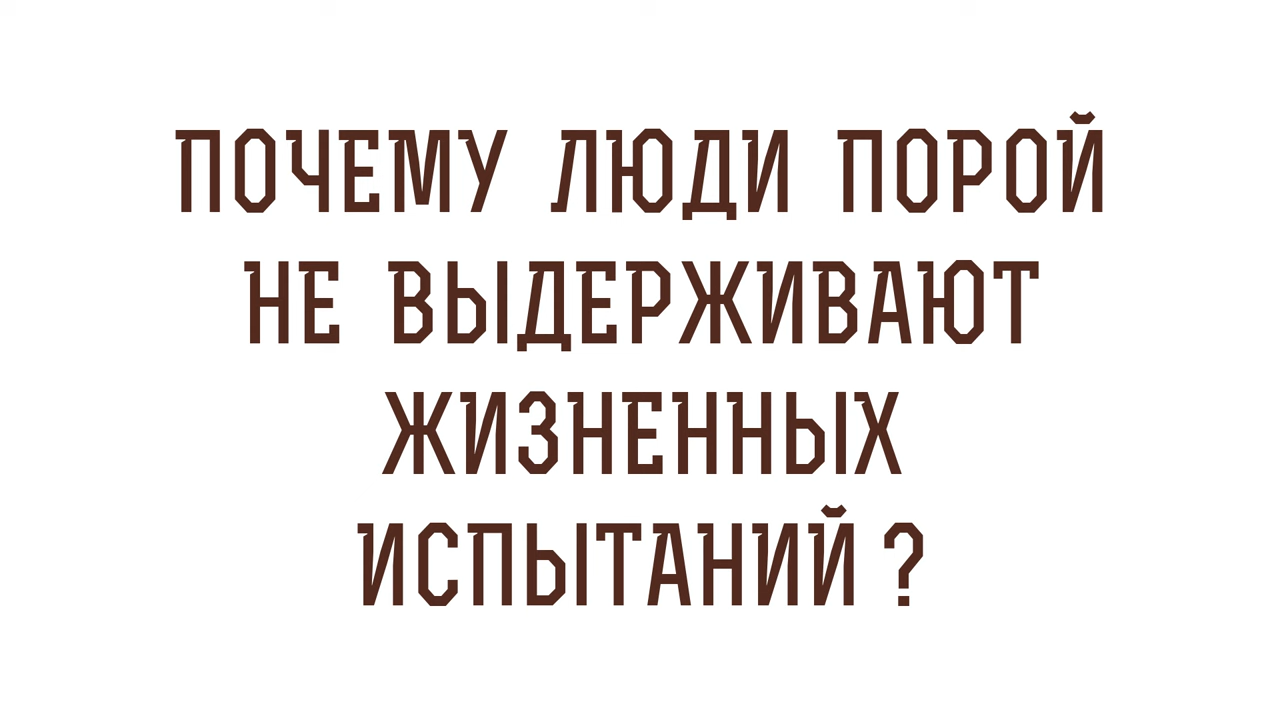 ПОЧЕМУ ЛЮДИ ПОРОЙ
НЕ ВЫДЕРЖИВАЮТ
ЖИЗНЕННЫХ
ИСПЫТАНИЙ ?